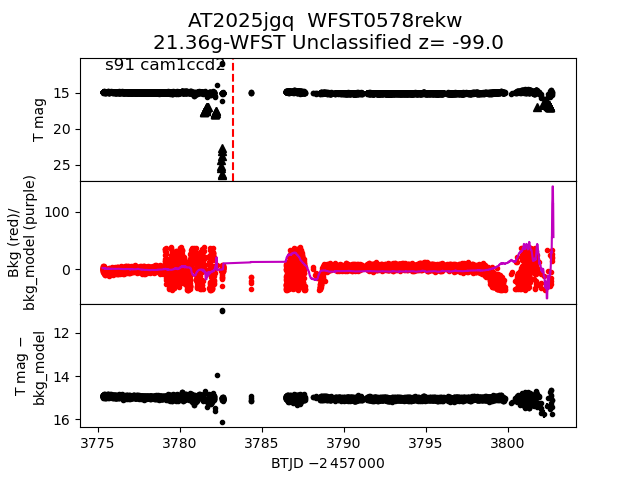 AT2025jgq  WFST0578rekw
21.36g-WFST Unclassified z= -99.0
s91 cam1ccd2
T mag
15
20
25
Bkg (red)/
bkg_model (purple)
100
0
T mag −
bkg_model
12
14
16
3775 3780 3785 3790 3795 3800
BTJD −2 457 000